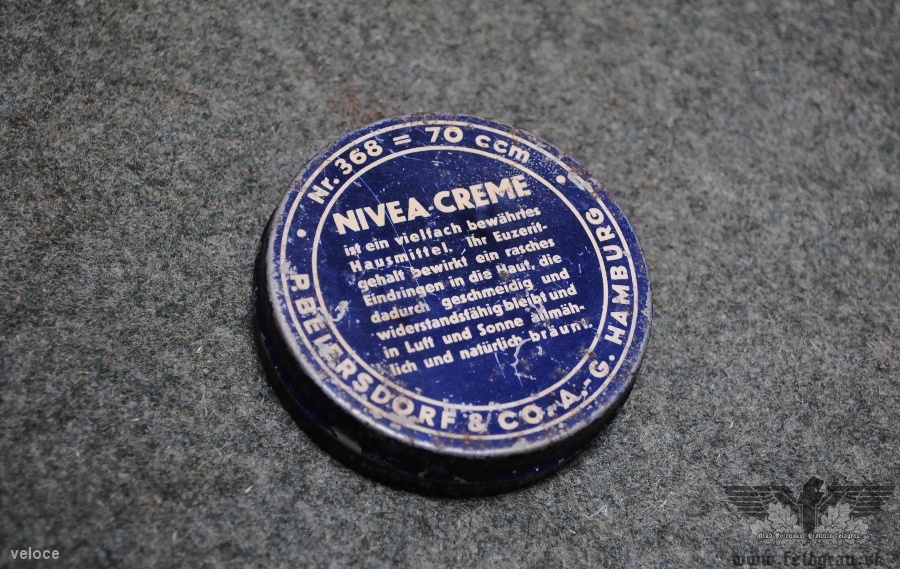 Nr. 368 = 70 ccm
NIVEA-CREME
ist ein vielfach bewährtes
Hausmittel. Ihr Euzerit-
gehalt bewirkt ein rasches
Eindringen in die Haut, die
dadurch geschmeidig und
widerstandsfähig bleibt und
in Luft und Sonne allmäh-
lich und natürlich bräunt.
P. BEIERSDORF & CO. A.-G. HAMBURG
veloce
www.feldgrau.sk